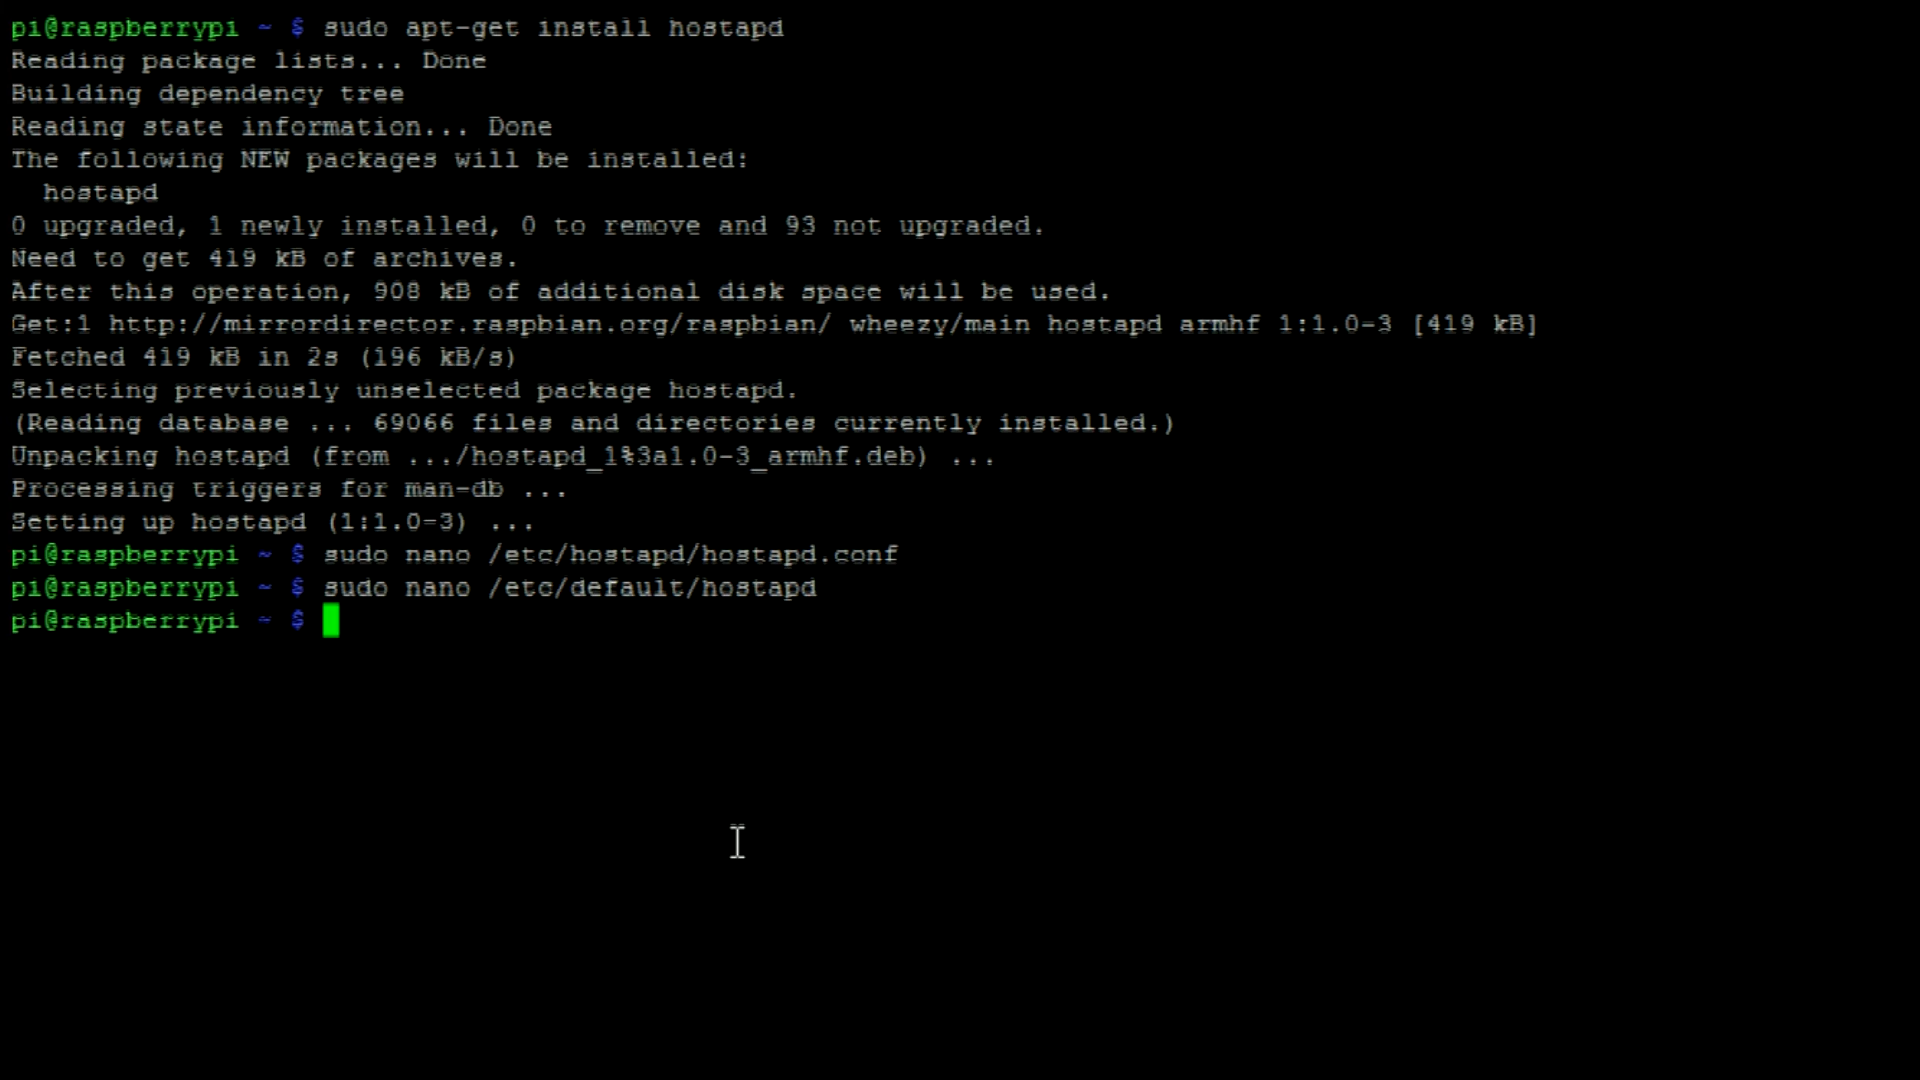 pi@raspberrypi ~ $ sudo apt-get install hostapd
Reading package lists... Done
Building dependency tree
Reading state information... Done
The following NEW packages will be installed:
  hostapd
0 upgraded, 1 newly installed, 0 to remove and 93 not upgraded.
Need to get 419 kB of archives.
After this operation, 908 kB of additional disk space will be used.
Get:1 http://mirrordirector.raspbian.org/raspbian/ wheezy/main hostapd armhf 1:1.0-3 [419 kB]
Fetched 419 kB in 2s (196 kB/s)
Selecting previously unselected package hostapd.
(Reading database ... 69066 files and directories currently installed.)
Unpacking hostapd (from .../hostapd_1%3a1.0-3_armhf.deb) ...
Processing triggers for man-db ...
Setting up hostapd (1:1.0-3) ...
pi@raspberrypi ~ $ sudo nano /etc/hostapd/hostapd.conf
pi@raspberrypi ~ $ sudo nano /etc/default/hostapd
pi@raspberrypi ~ $